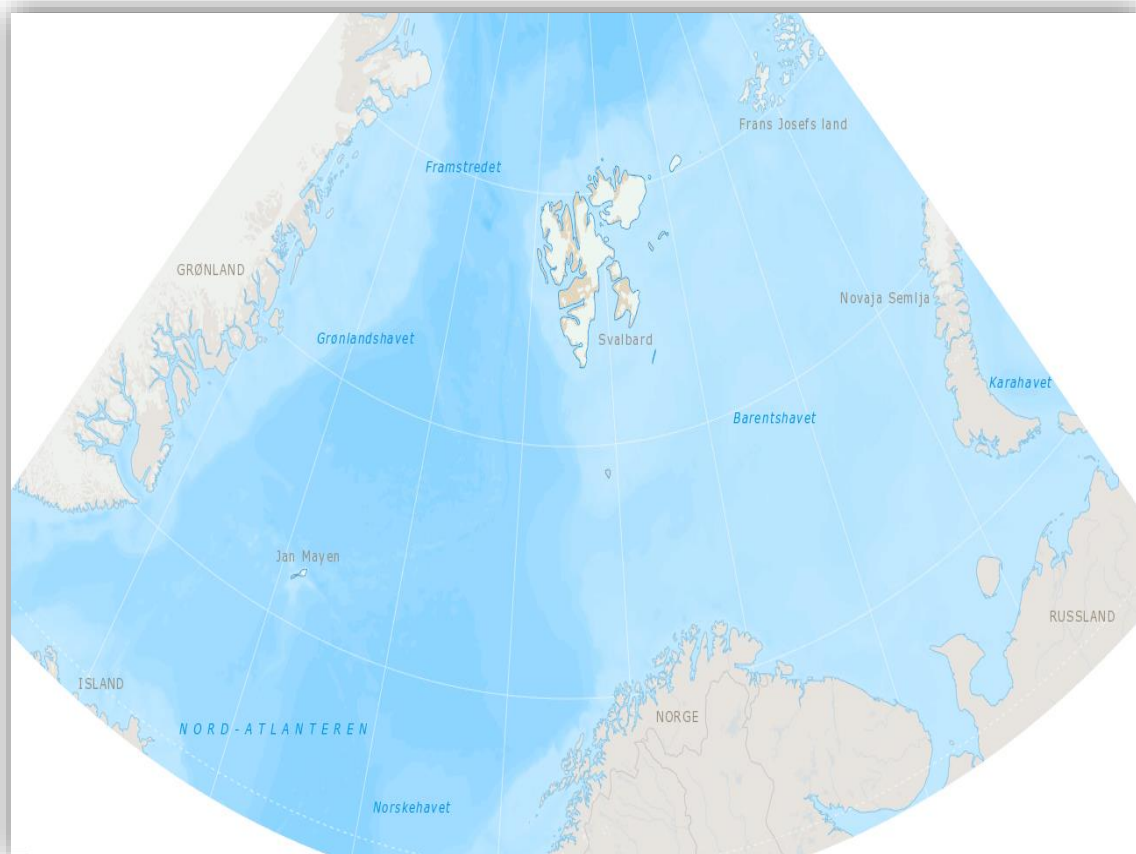 Frans Josefs land
Framstredet
GRØNLAND
Novaja Semlja
Grønlandshavet
Svalbard
Karahavet
Barentshavet
Jan Mayen
RUSSLAND
ISLAND
NORGE
NORD-ATLANTEREN
Norskehavet